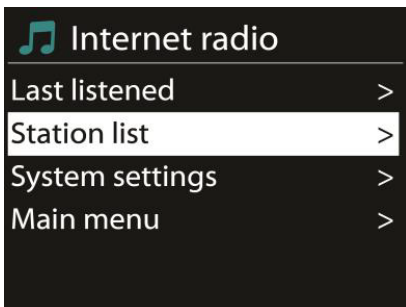 Internet radio
Last listened >
Station list >
System settings >
Main menu >